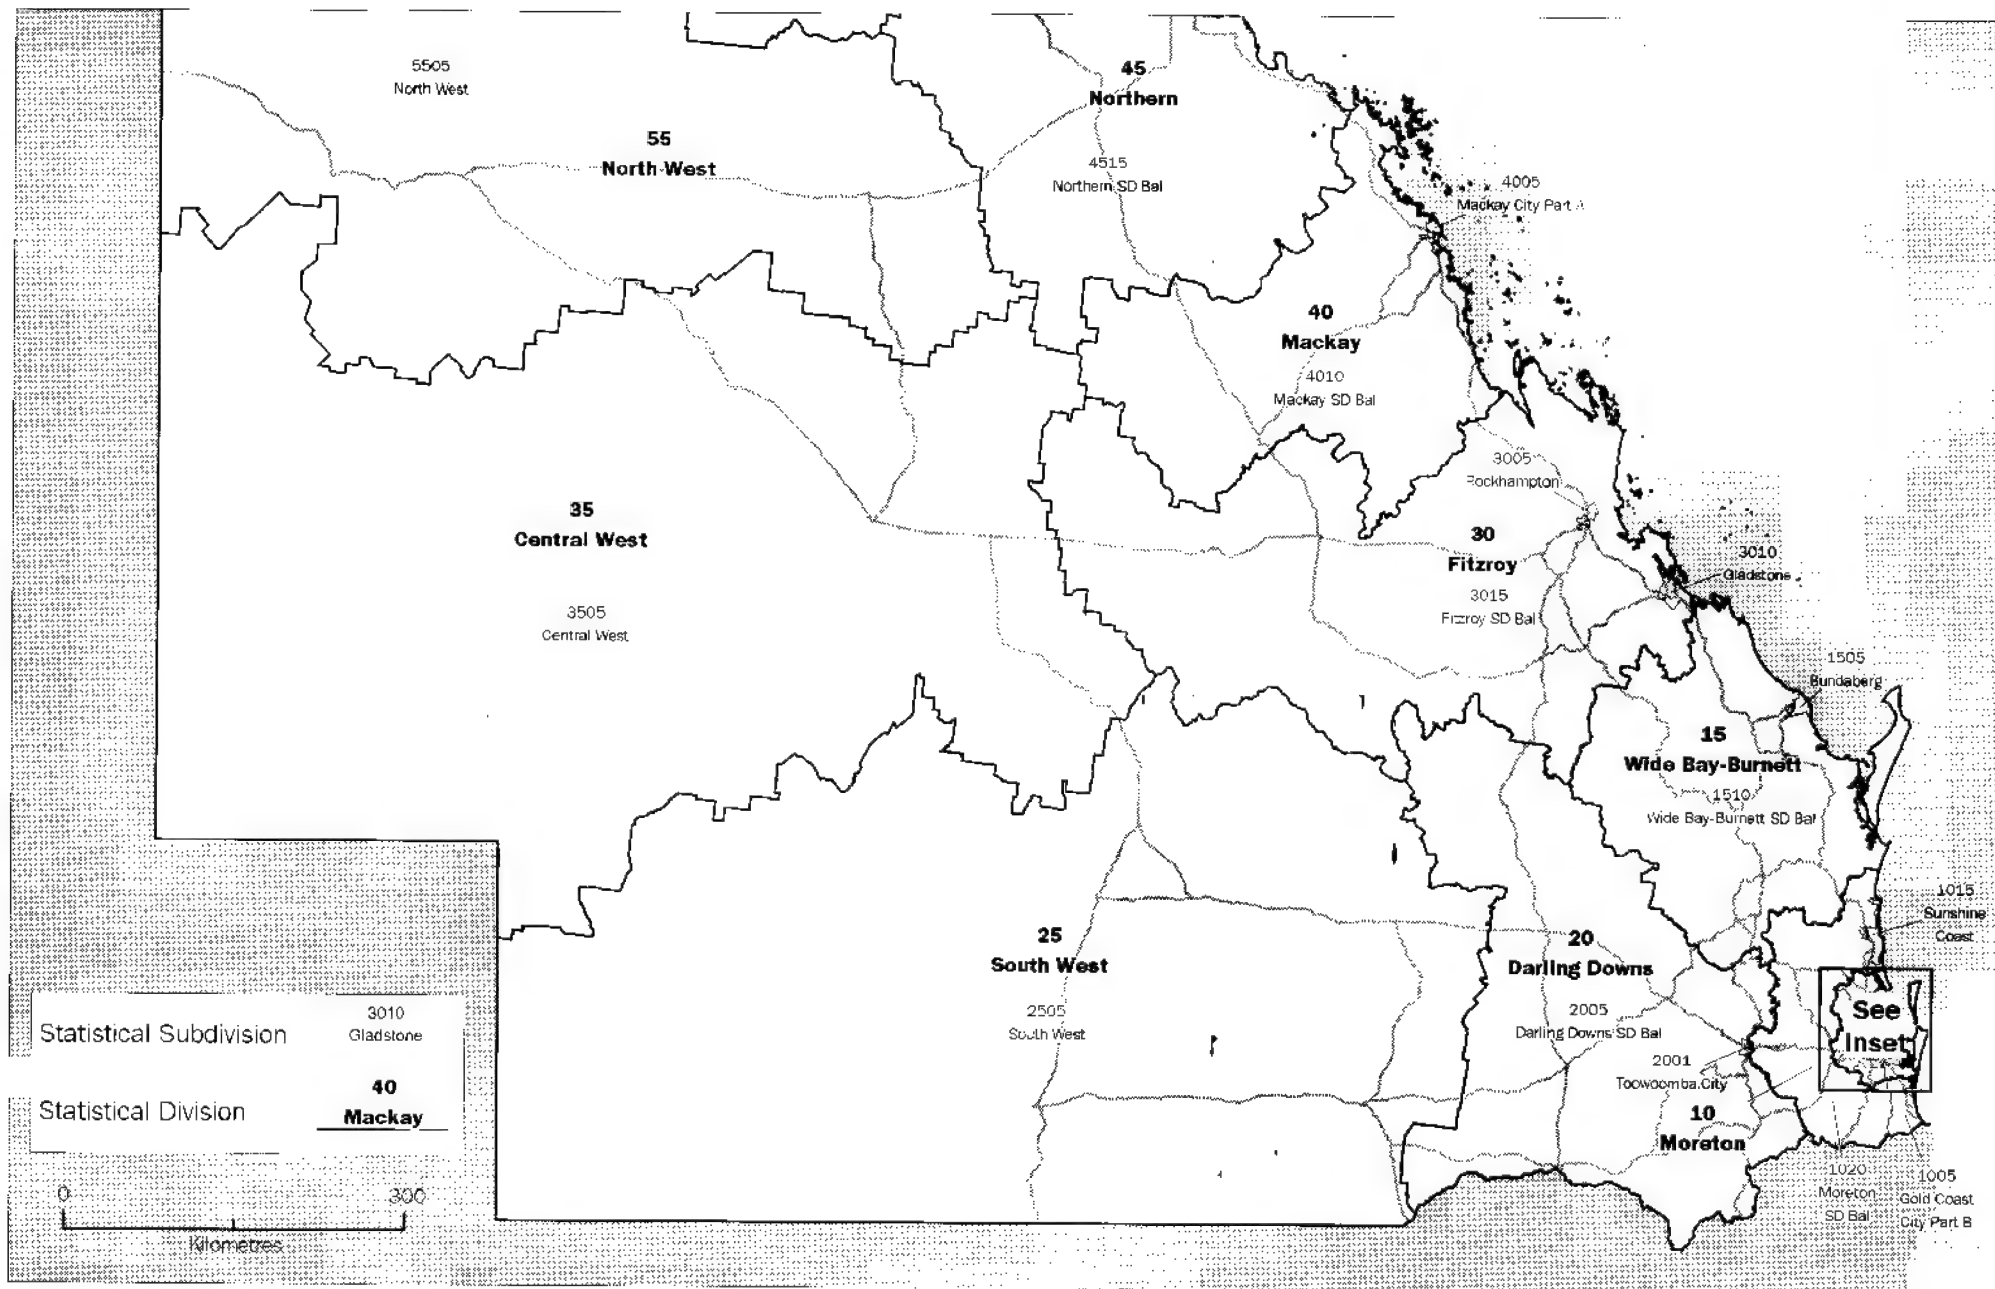 5505
North West
55
North West
45
Northern
4515
Northern SD Bal
4005
Mackay City Part A
40
Mackay
4010
Mackay SD Bal
3005
Rockhampton
35
Central West
30
Fitzroy
3010
Gladstone
3505
Central West
3015
Fitzroy SD Bal
1505
Bundaberg
15
Wide Bay-Burnett
1510
Wide Bay-Burnett SD Bal
1015
Sunshine
Coast
25
South West
20
Darling Downs
2505
South West
2005
Darling Downs SD Bal
See
Inset
2001
Toowoomba City
10
Moreton
1020
Moreton
SD Bal
1005
Gold Coast
City Part B
Statistical Subdivision
3010
Gladstone
Statistical Division
40
Mackay
0
300
Kilometres